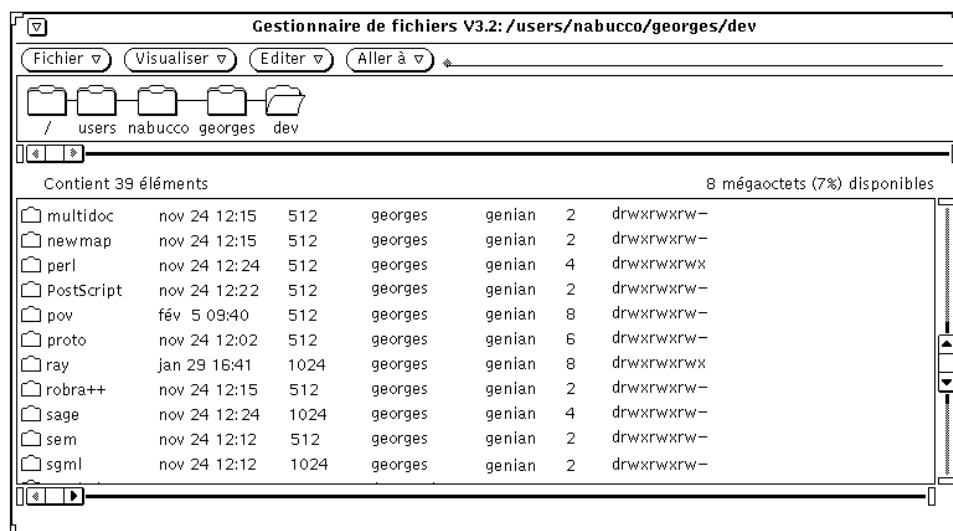 Gestionnaire de fichiers V3.2: /users/nabucco/georges/dev
Fichier Visualiser Editer Aller à
/ users nabucco georges dev
Contient 39 éléments 8 mégaoctets (7%) disponibles
multidoc nov 24 12:15 512 georges genian 2 drwxrwxrw-
newmap nov 24 12:15 512 georges genian 2 drwxrwxrw-
perl nov 24 12:24 512 georges genian 4 drwxrwxrwx
PostScript nov 24 12:22 512 georges genian 2 drwxrwxrw-
pov fév 5 09:40 512 georges genian 8 drwxrwxrw-
proto nov 24 12:02 512 georges genian 6 drwxrwxrw-
ray jan 29 16:41 1024 georges genian 8 drwxrwxrwx
robra++ nov 24 12:15 512 georges genian 2 drwxrwxrw-
sage nov 24 12:24 1024 georges genian 4 drwxrwxrw-
sem nov 24 12:12 512 georges genian 2 drwxrwxrw-
sgml nov 24 12:12 1024 georges genian 2 drwxrwxrw-